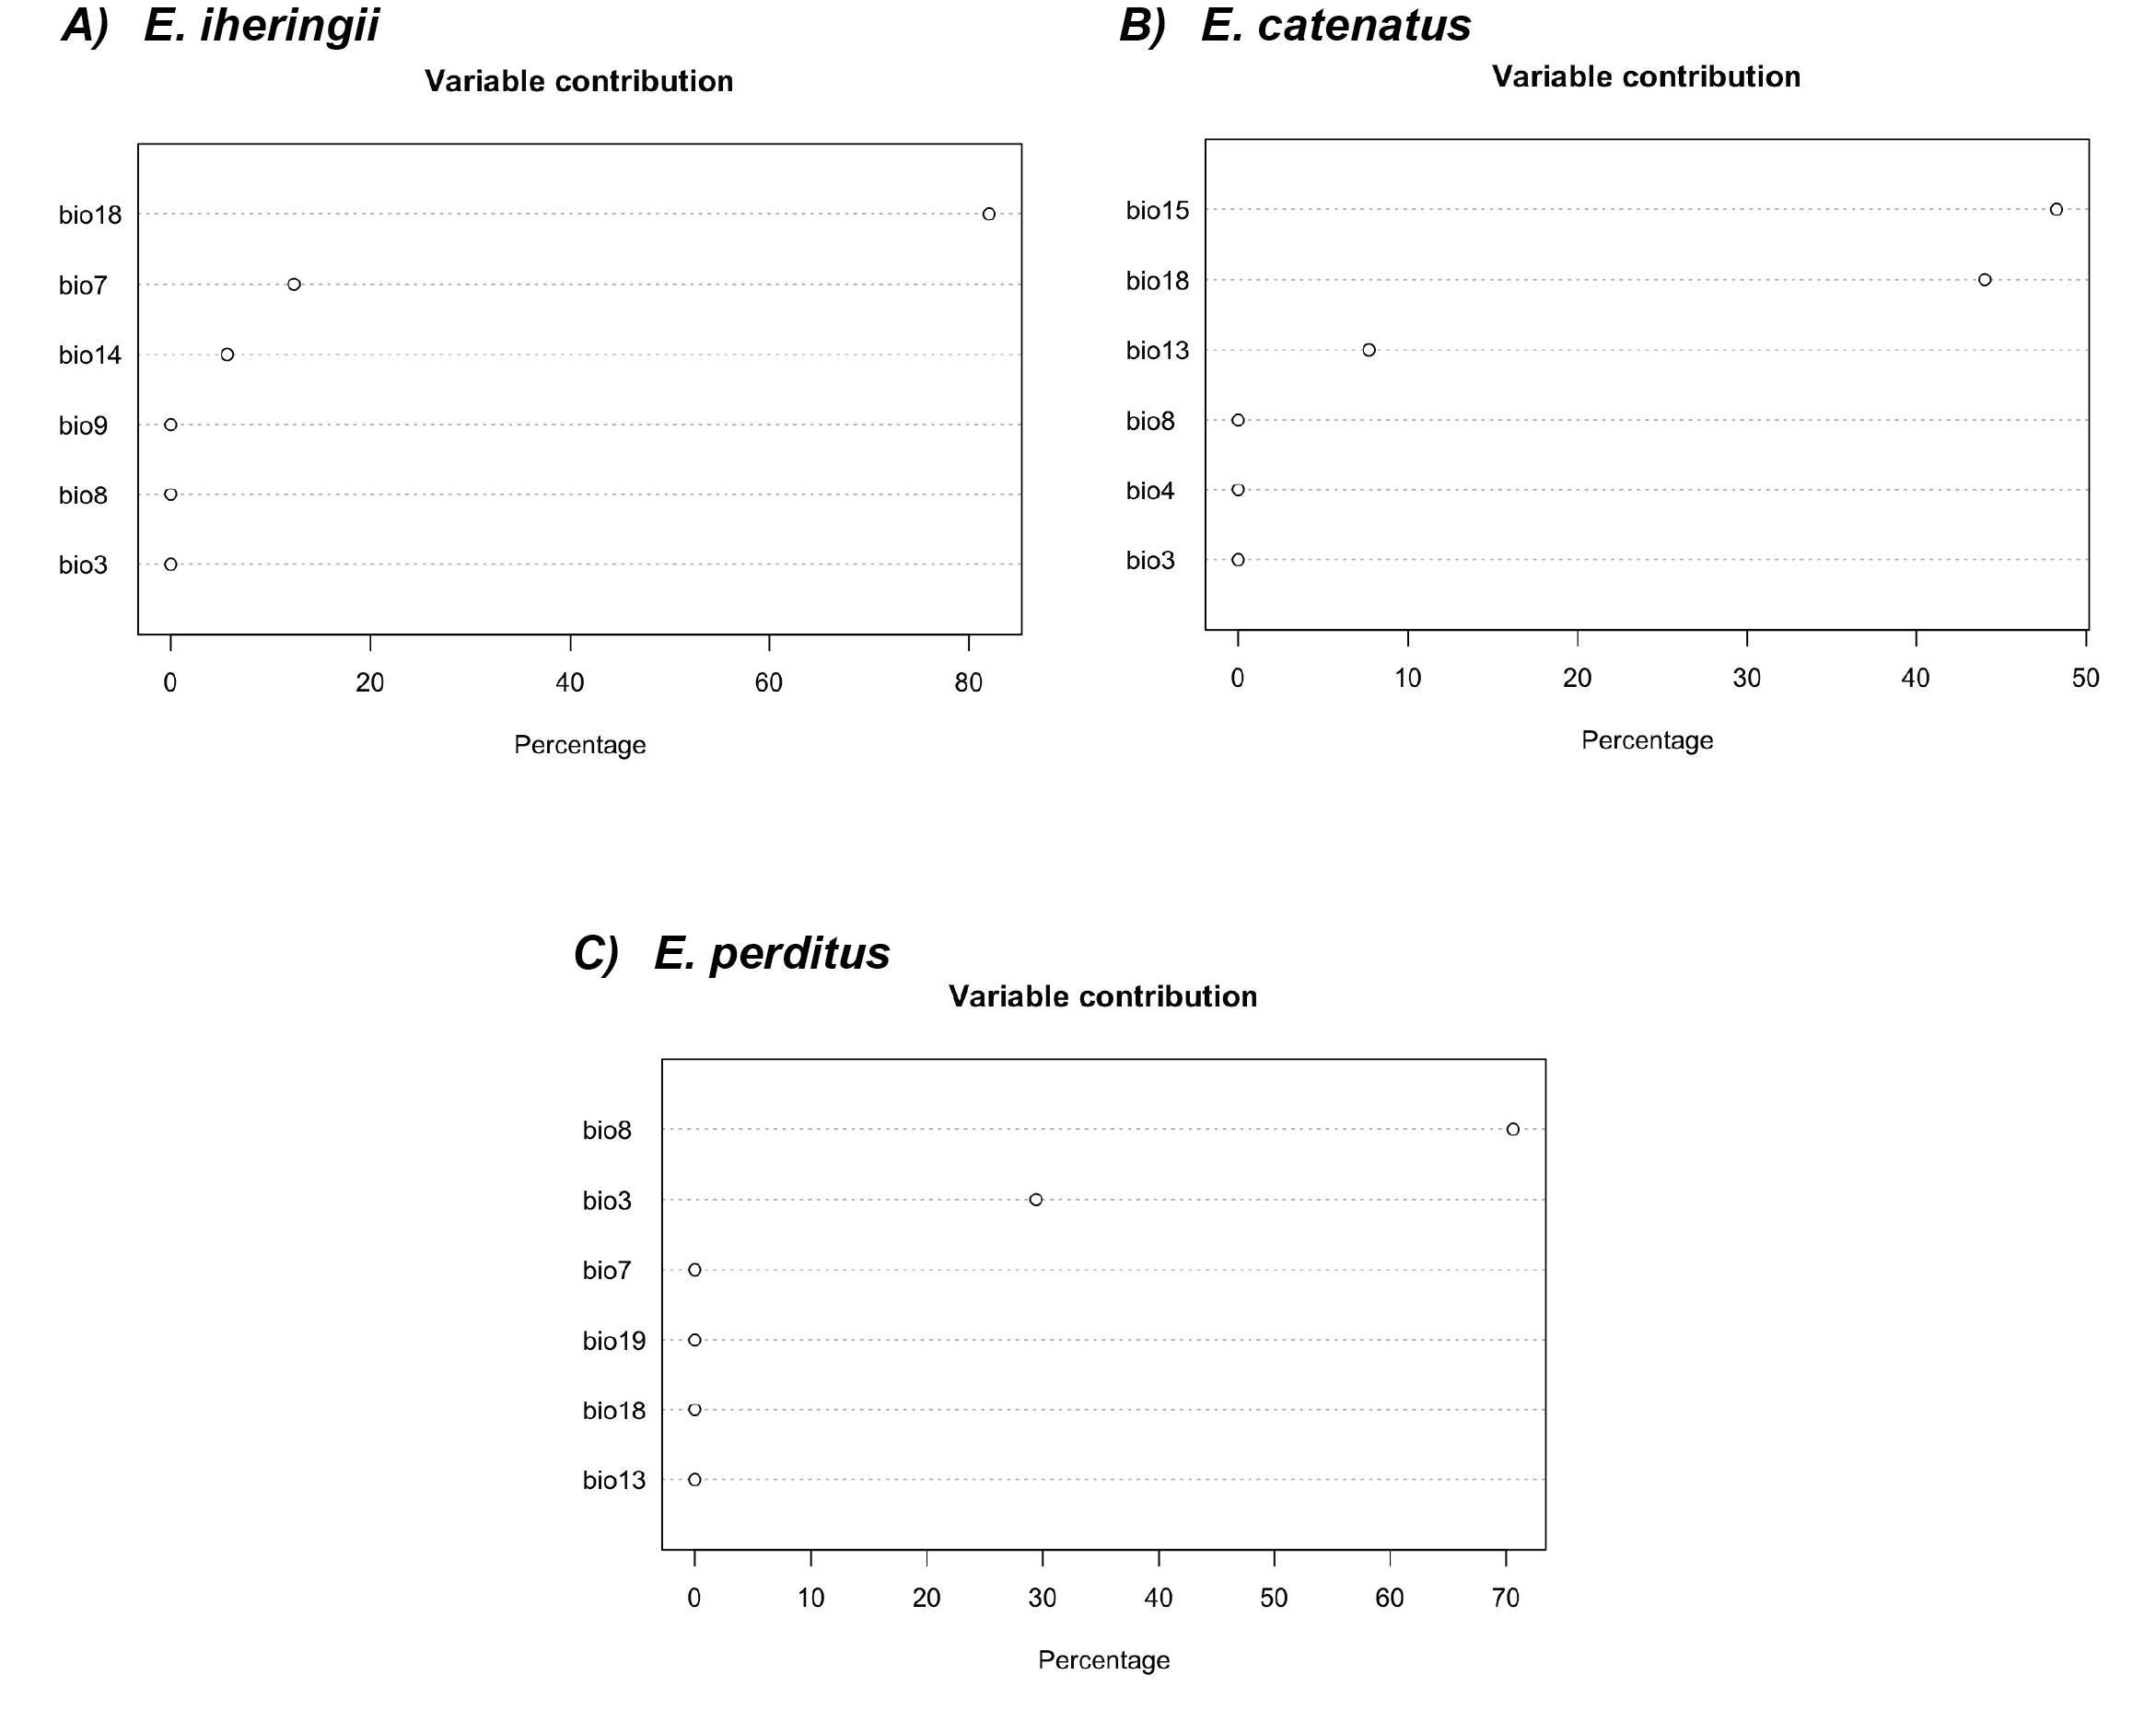 A) E. iheringii
Variable contribution
bio18
bio7
bio14
bio9
bio8
bio3
0 20 40 60 80
Percentage
B) E. catenatus
Variable contribution
bio15
bio18
bio13
bio8
bio4
bio3
0 10 20 30 40 50
Percentage
C) E. perditus
Variable contribution
bio8
bio3
bio7
bio19
bio18
bio13
0 10 20 30 40 50 60 70
Percentage